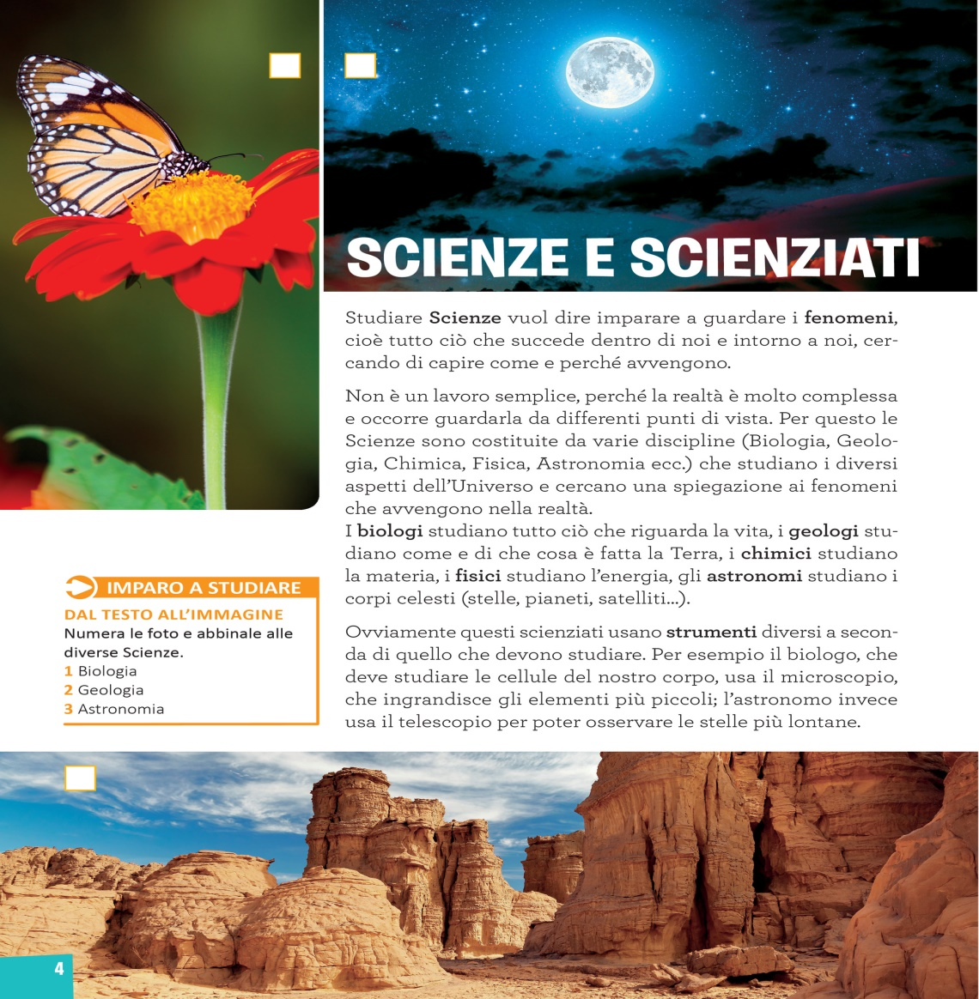 SCIENZE E SCIENZIATI
Studiare Scienze vuol dire imparare a guardare i fenomeni,
cioè tutto ciò che succede dentro di noi e intorno a noi, cer-
cando di capire come e perché avvengono.
Non è un lavoro semplice, perché la realtà è molto complessa
e occorre guardarla da differenti punti di vista. Per questo le
Scienze sono costituite da varie discipline (Biologia, Geolo-
gia, Chimica, Fisica, Astronomia ecc.) che studiano i diversi
aspetti dell’Universo e cercano una spiegazione ai fenomeni
che avvengono nella realtà.
I biologi studiano tutto ciò che riguarda la vita, i geologi stu-
diano come e di che cosa è fatta la Terra, i chimici studiano
la materia, i fisici studiano l’energia, gli astronomi studiano i
corpi celesti (stelle, pianeti, satelliti...).
Ovviamente questi scienziati usano strumenti diversi a secon-
da di quello che devono studiare. Per esempio il biologo, che
deve studiare le cellule del nostro corpo, usa il microscopio,
che ingrandisce gli elementi più piccoli; l’astronomo invece
usa il telescopio per poter osservare le stelle più lontane.
IMPARO A STUDIARE
DAL TESTO ALL’IMMAGINE
Numera le foto e abbinale alle
diverse Scienze.
1 Biologia
2 Geologia
3 Astronomia
4